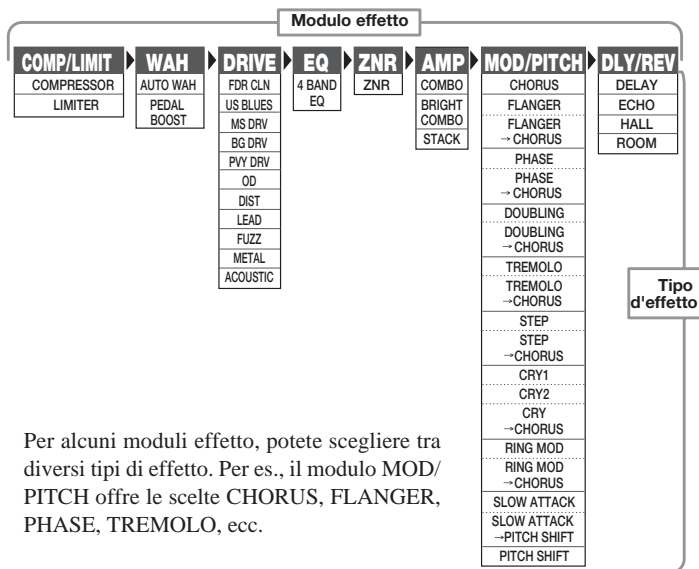 Modulo effetto
COMP/LIMIT
COMPRESSOR
LIMITER
WAH
AUTO WAH
PEDAL
BOOST
DRIVE
FDR CLN
US BLUES
MS DRV
BG DRV
PVY DRV
OD
DIST
LEAD
FUZZ
METAL
ACOUSTIC
EQ
4 BAND
EQ
ZNR
ZNR
AMP
COMBO
BRIGHT
COMBO
STACK
MOD/PITCH
CHORUS
FLANGER
FLANGER
→ CHORUS
PHASE
PHASE
→ CHORUS
DOUBLING
DOUBLING
→CHORUS
TREMOLO
TREMOLO
→CHORUS
STEP
STEP
→CHORUS
CRY1
CRY2
CRY
→CHORUS
RING MOD
RING MOD
→CHORUS
SLOW ATTACK
SLOW ATTACK
→PITCH SHIFT
PITCH SHIFT
DLY/REV
DELAY
ECHO
HALL
ROOM
Tipo
d'effetto
Per alcuni moduli effetto, potete scegliere tra
diversi tipi di effetto. Per es., il modulo MOD/
PITCH offre le scelte CHORUS, FLANGER,
PHASE, TREMOLO, ecc.